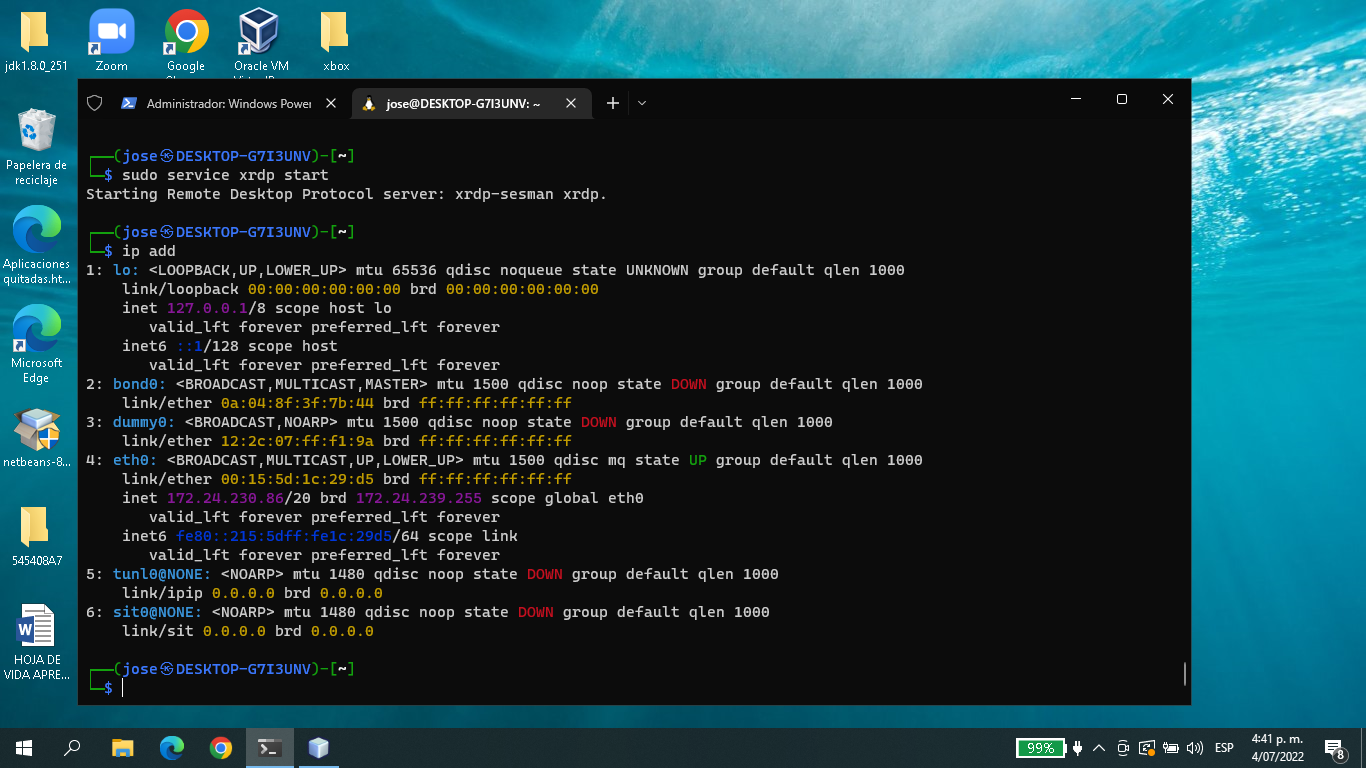 jdk1.8.0_251
Zoom
Google
Oracle VM
xbox
Papelera de
reciclaje
Aplicaciones
quitadas.ht...
Microsoft
Edge
netbeans-8...
545408A7
HOJA DE
VIDA APRE...
Administrador: Windows Power
jose@DESKTOP-G7I3UNV: ~
┌──(jose㉿DESKTOP-G7I3UNV)-[~]
└─$ sudo service xrdp start
Starting Remote Desktop Protocol server: xrdp-sesman xrdp.
┌──(jose㉿DESKTOP-G7I3UNV)-[~]
└─$ ip add
1: lo: <LOOPBACK,UP,LOWER_UP> mtu 65536 qdisc noqueue state UNKNOWN group default qlen 1000
link/loopback 00:00:00:00:00:00 brd 00:00:00:00:00:00
inet 127.0.0.1/8 scope host lo
valid_lft forever preferred_lft forever
inet6 ::1/128 scope host
valid_lft forever preferred_lft forever
2: bond0: <BROADCAST,MULTICAST,MASTER> mtu 1500 qdisc noop state DOWN group default qlen 1000
link/ether 0a:04:8f:3f:7b:44 brd ff:ff:ff:ff:ff:ff
3: dummy0: <BROADCAST,NOARP> mtu 1500 qdisc noop state DOWN group default qlen 1000
link/ether 12:2c:07:ff:f1:9a brd ff:ff:ff:ff:ff:ff
4: eth0: <BROADCAST,MULTICAST,UP,LOWER_UP> mtu 1500 qdisc mq state UP group default qlen 1000
link/ether 00:15:5d:1c:29:d5 brd ff:ff:ff:ff:ff:ff
inet 172.24.230.86/20 brd 172.24.239.255 scope global eth0
valid_lft forever preferred_lft forever
inet6 fe80::215:5dff:fe1c:29d5/64 scope link
valid_lft forever preferred_lft forever
5: tunl0@NONE: <NOARP> mtu 1480 qdisc noop state DOWN group default qlen 1000
link/ipip 0.0.0.0 brd 0.0.0.0
6: sit0@NONE: <NOARP> mtu 1480 qdisc noop state DOWN group default qlen 1000
link/sit 0.0.0.0 brd 0.0.0.0
┌──(jose㉿DESKTOP-G7I3UNV)-[~]
└─$
99%
ESP
4:41 p. m.
4/07/2022
8